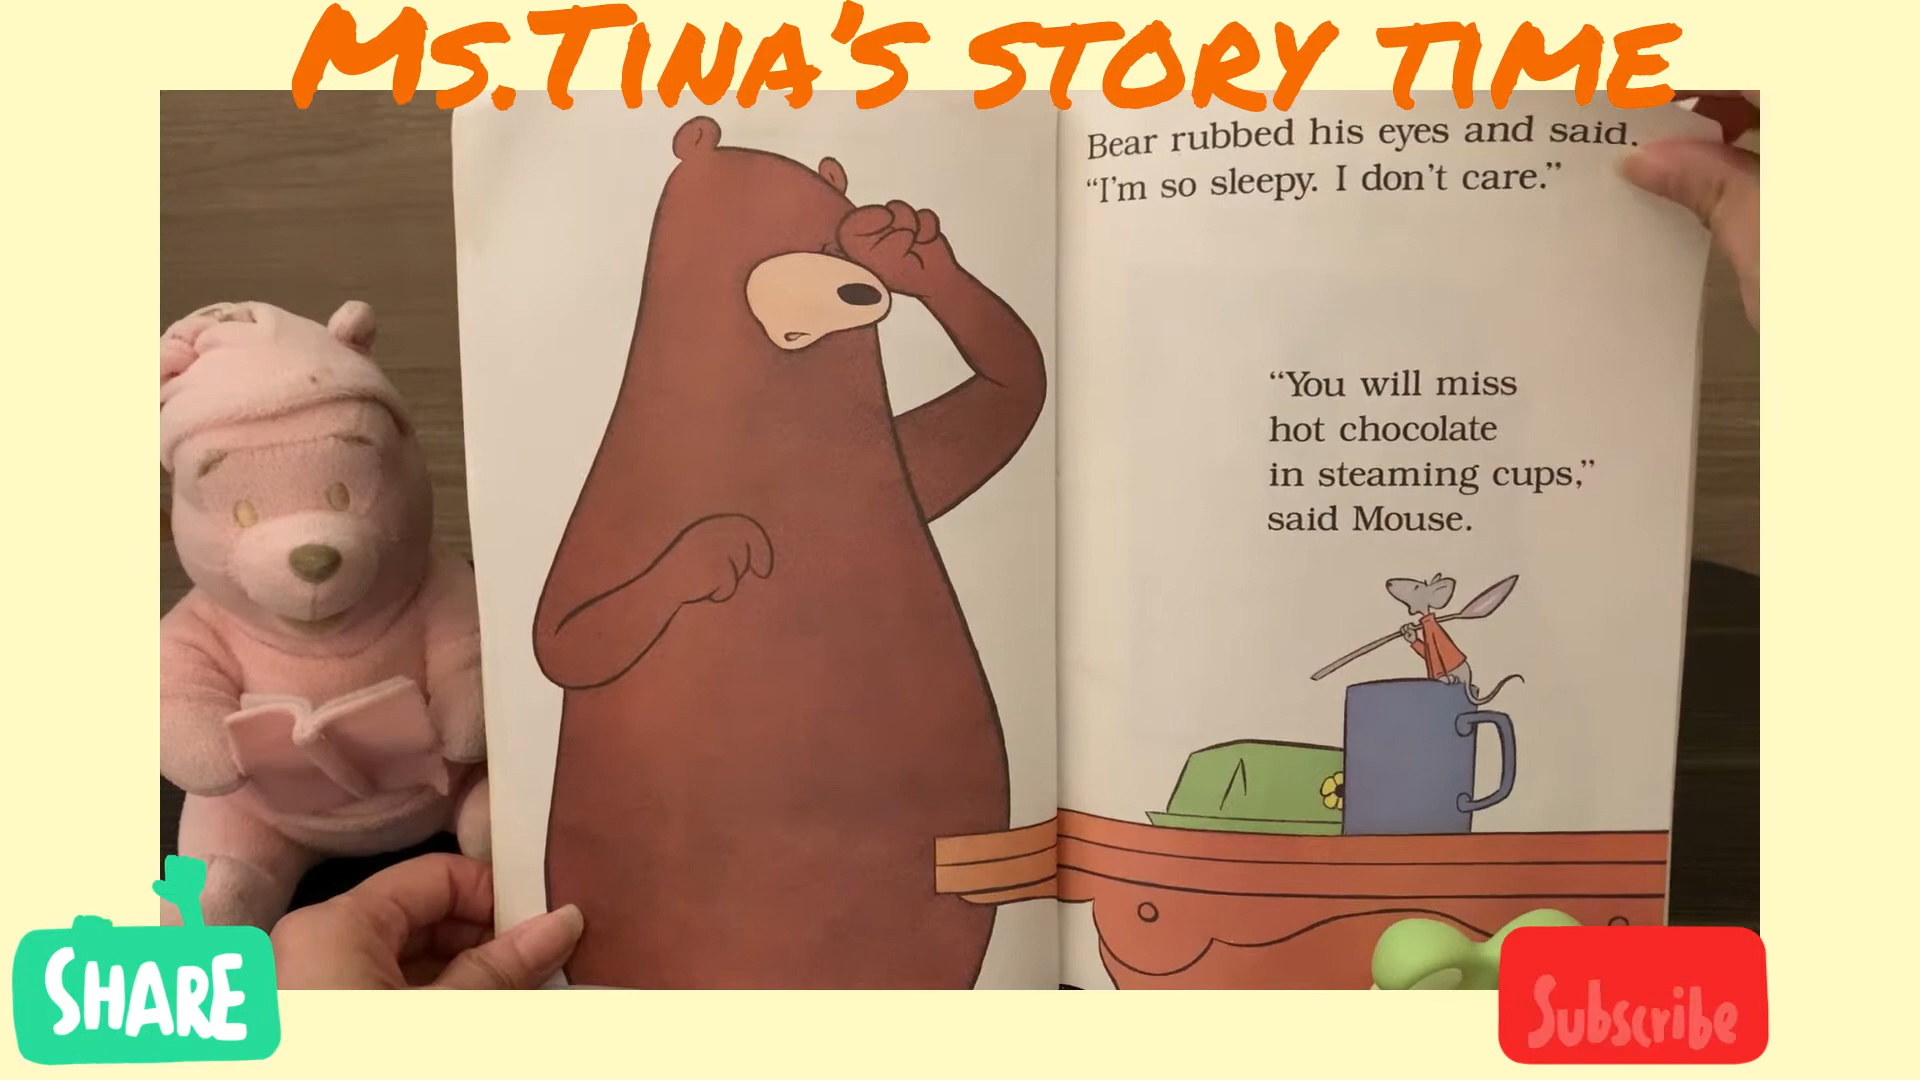 Ms.Tina's story time
Bear rubbed his eyes and said.
“I'm so sleepy. I don't care.”
“You will miss
hot chocolate
in steaming cups,”
said Mouse.
SHARE
Subscribe